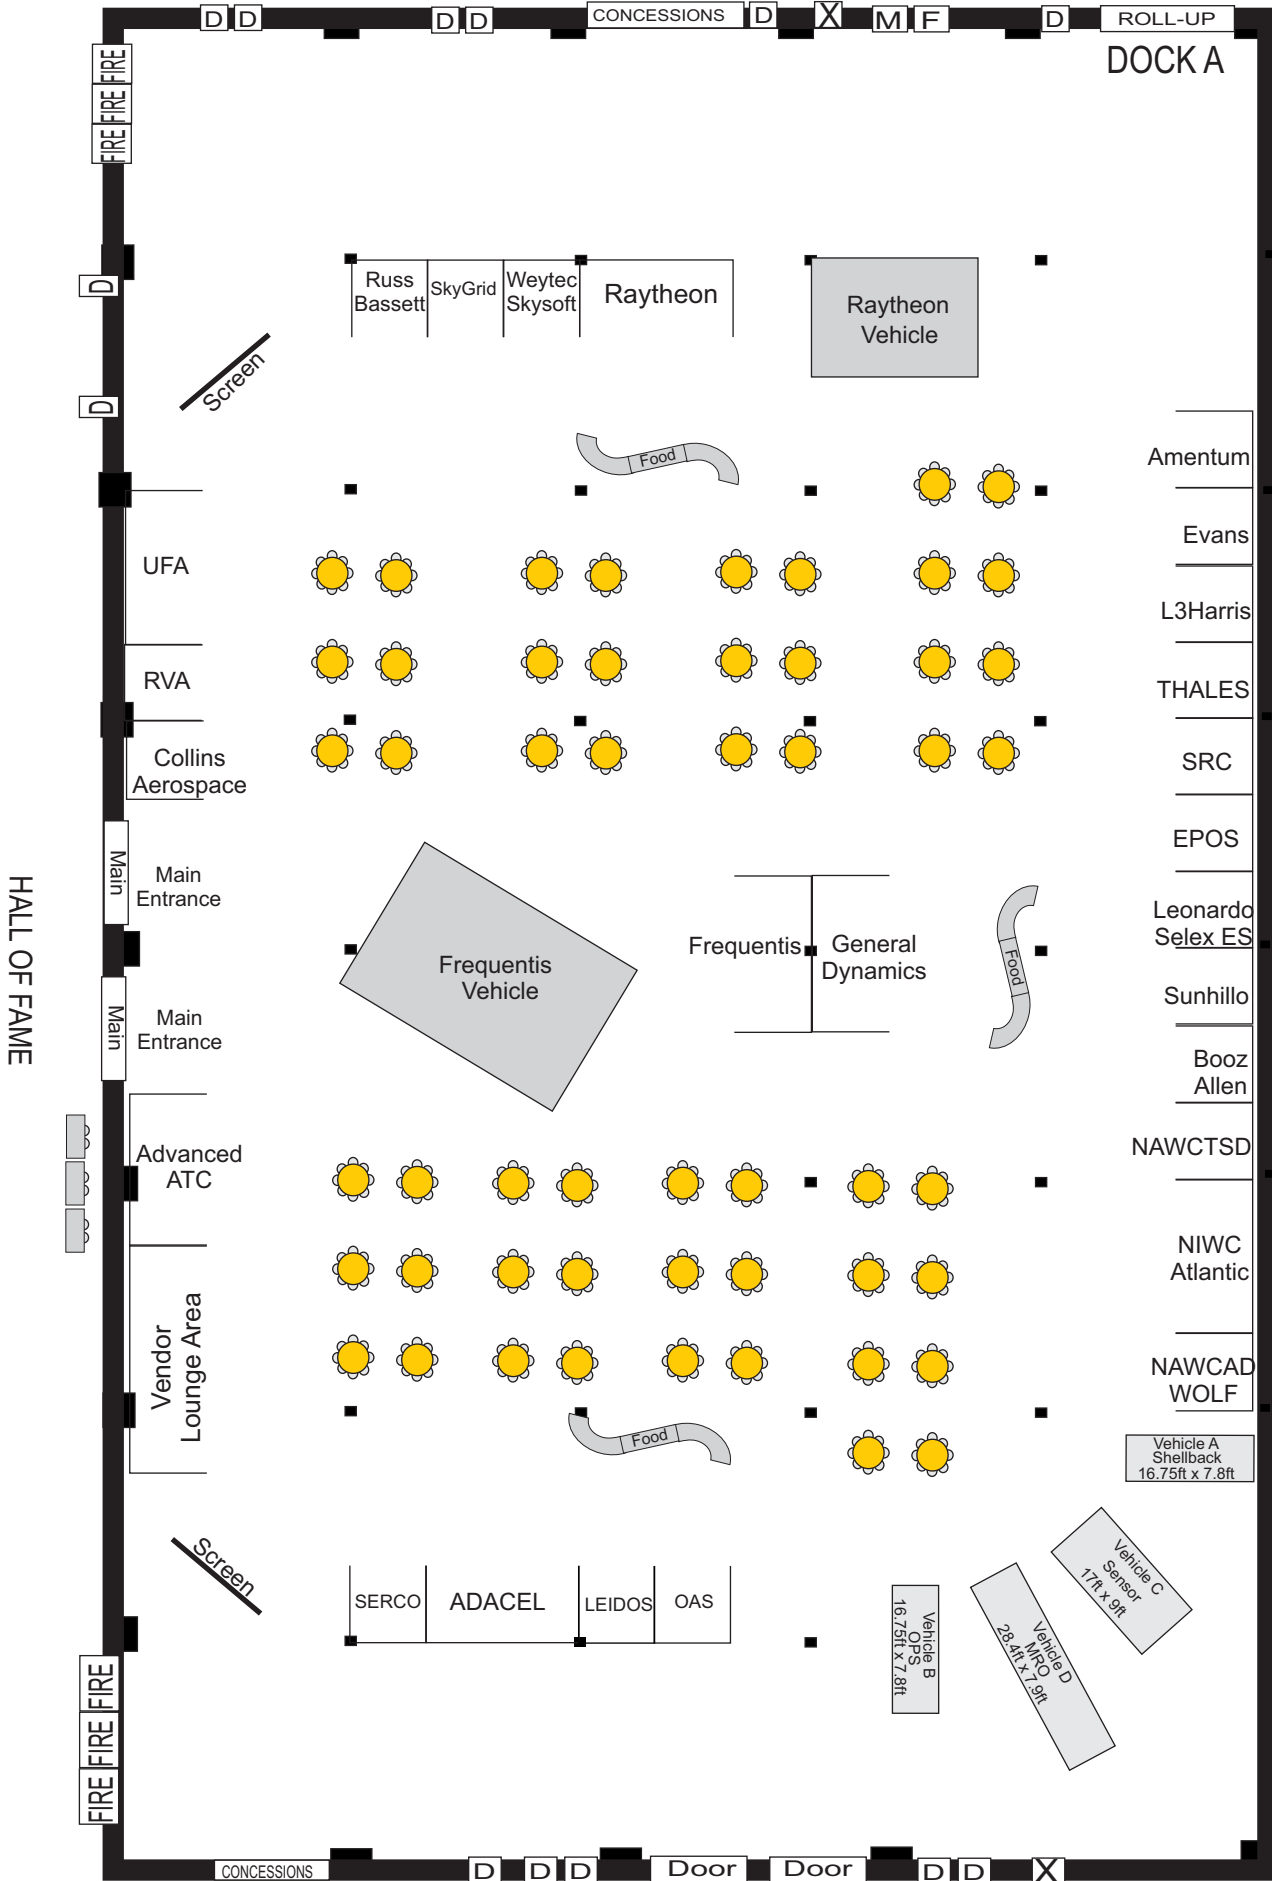 D D D D CONCESSIONS D X M F D ROLL-UP
DOCK A
FIRE
FIRE
FIRE
D
D
Russ
Bassett
SkyGrid
Weytec
Skysoft
Raytheon
Raytheon
Vehicle
Screen
Food
Amentum
Evans
L3Harris
THALES
SRC
EPOS
Leonardo
Selex ES
Sunhillo
Booz
Allen
NAWCTSD
NIWC
Atlantic
NAWCAD
WOLF
UFA
RVA
Collins
Aerospace
Main
Main
Entrance
HALL OF FAME
Main
Main
Entrance
Frequentis
Vehicle
Frequentis
General
Dynamics
Food
Advanced
ATC
Vendor
Lounge Area
Food
Vehicle A
Shellback
16.75ft x 7.8ft
Screen
SERCO
ADACEL
LEIDOS
OAS
Vehicle B
OPS
16.75ft x 7.8ft
Vehicle D
MRO
28.4ft x 7.9ft
Vehicle C
Sensor
17ft x 9ft
FIRE
FIRE
FIRE
CONCESSIONS D D D Door Door D D X